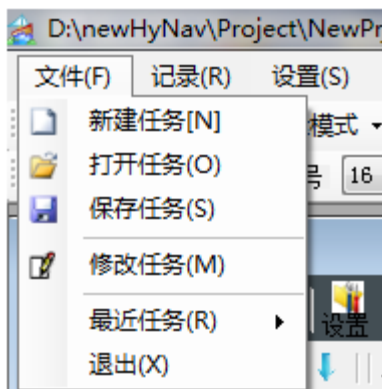 D:\newHyNav\Project\NewPr
文件(F) 记录(R) 设置(S)
新建任务[N]
模式
打开任务(O)
号 16
保存任务(S)
修改任务(M)
最近任务(R)
设置
退出(X)